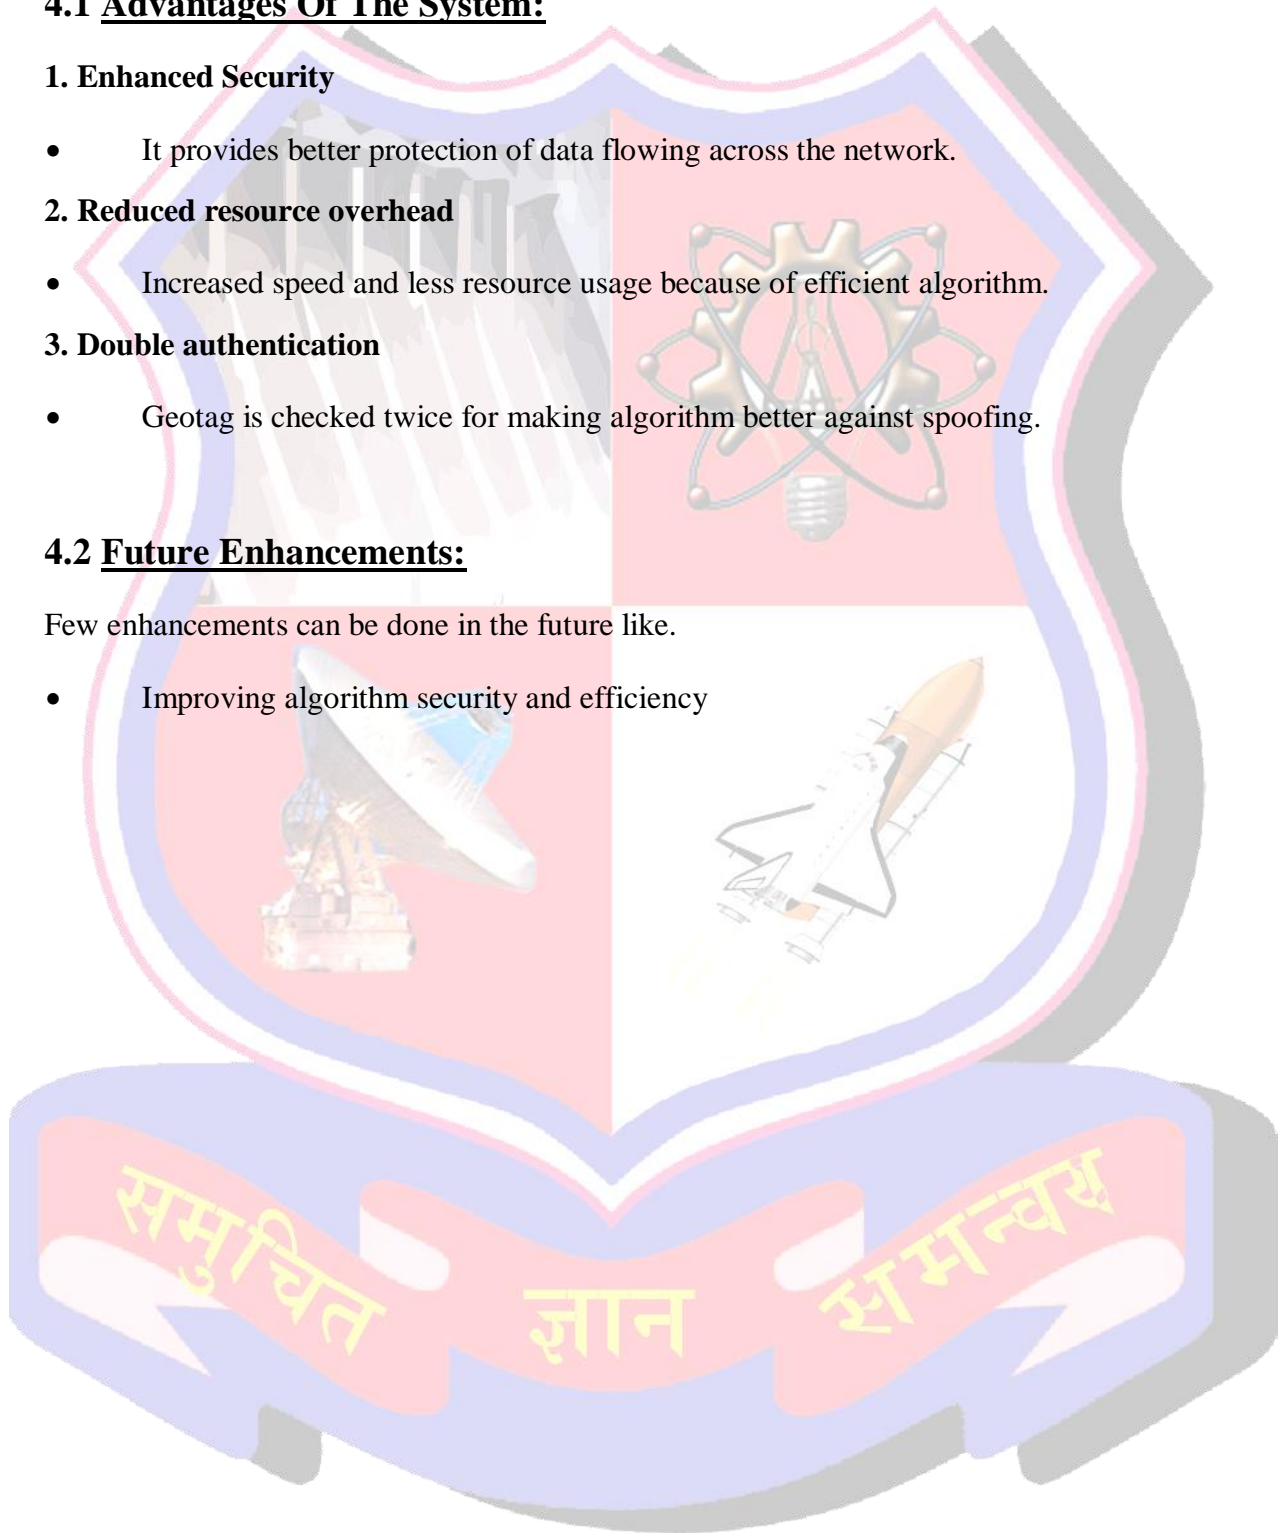 4.1 Advantages Of The System:
1. Enhanced Security
• It provides better protection of data flowing across the network.
2. Reduced resource overhead
• Increased speed and less resource usage because of efficient algorithm.
3. Double authentication
• Geotag is checked twice for making algorithm better against spoofing.
4.2 Future Enhancements:
Few enhancements can be done in the future like.
• Improving algorithm security and efficiency
समुचित ज्ञान समन्वय